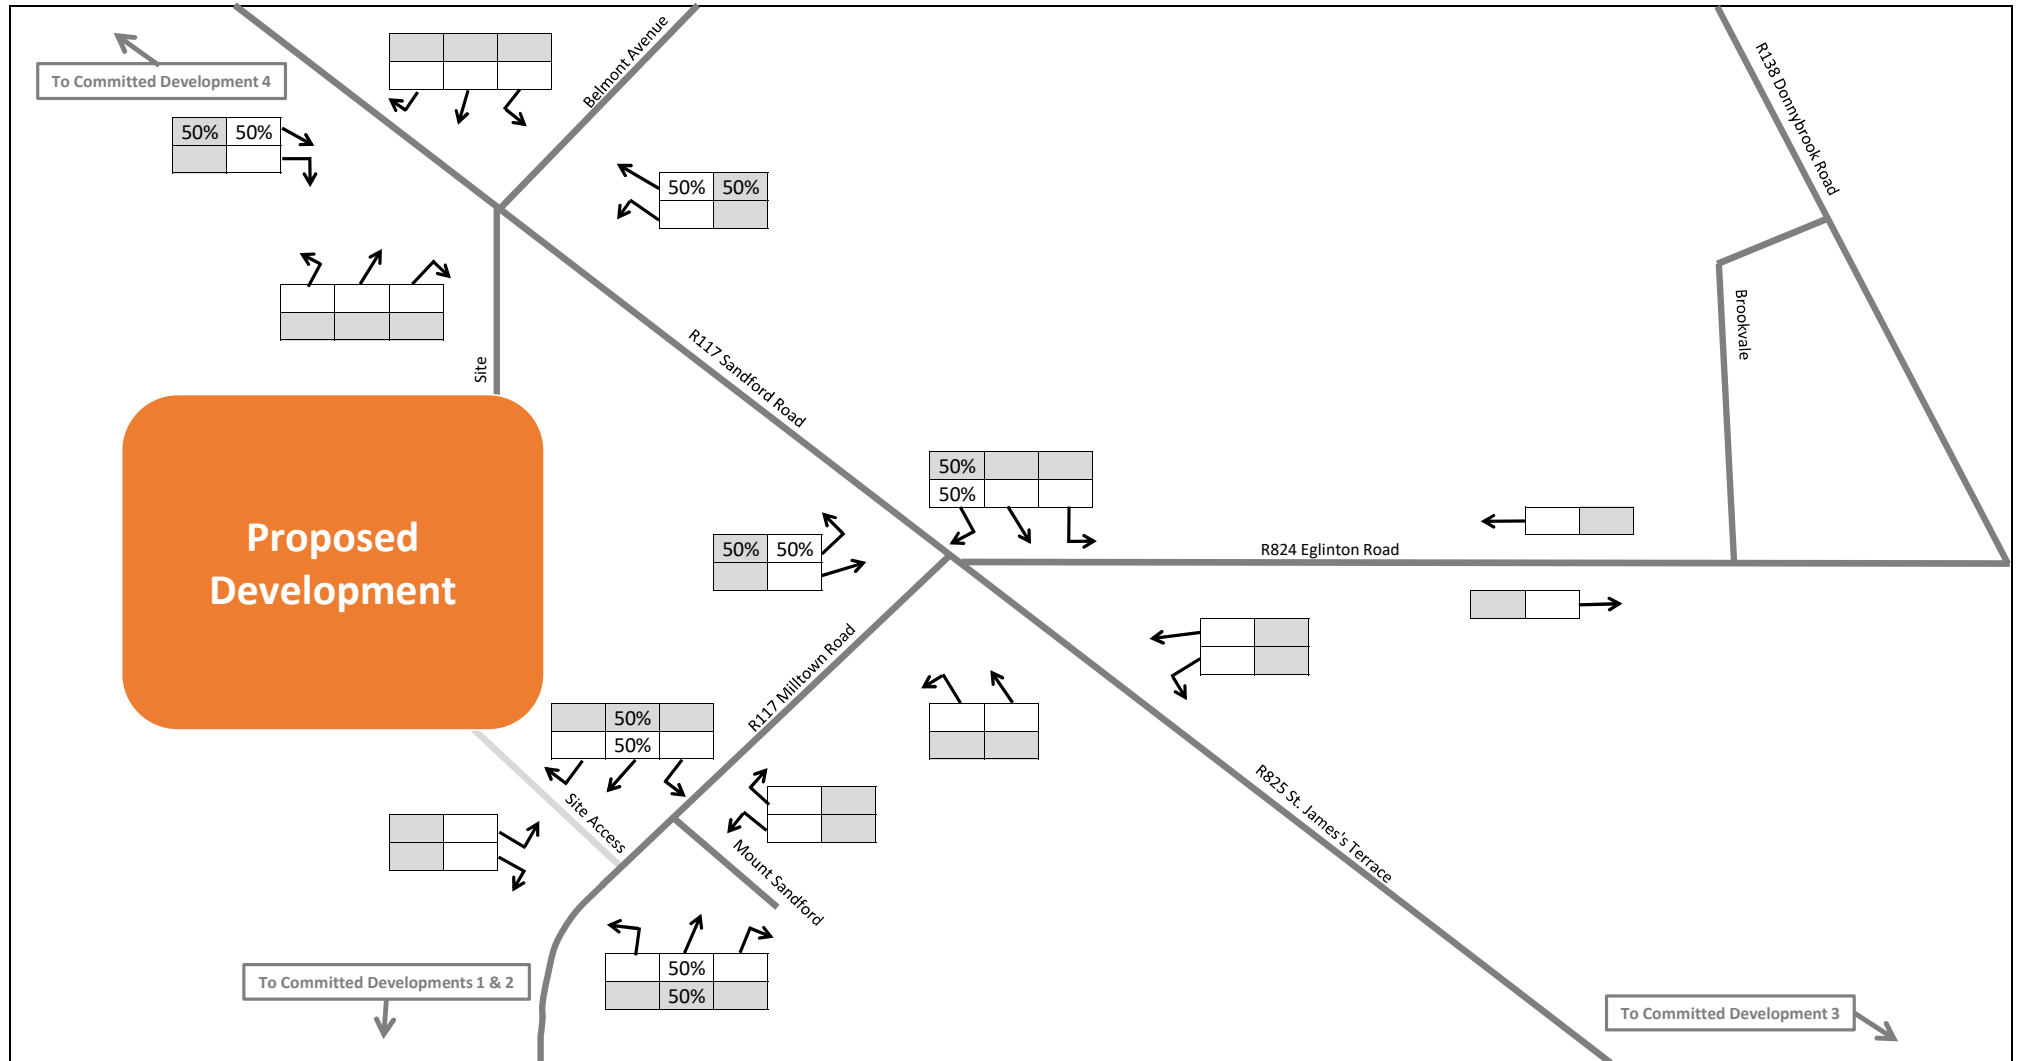 Belmont Avenue
To Committed Development 4
R138 Donnybrook Road
50% 50%
50% 50%
Brookvale
Site
R117 Sandford Road
50%
50%
Proposed
Development
50% 50%
R824 Eglinton Road
R117 Milltown Road
50%
50%
R825 St. James's Terrace
Site Access
Mount Sandford
50%
50%
To Committed Developments 1 & 2
To Committed Development 3